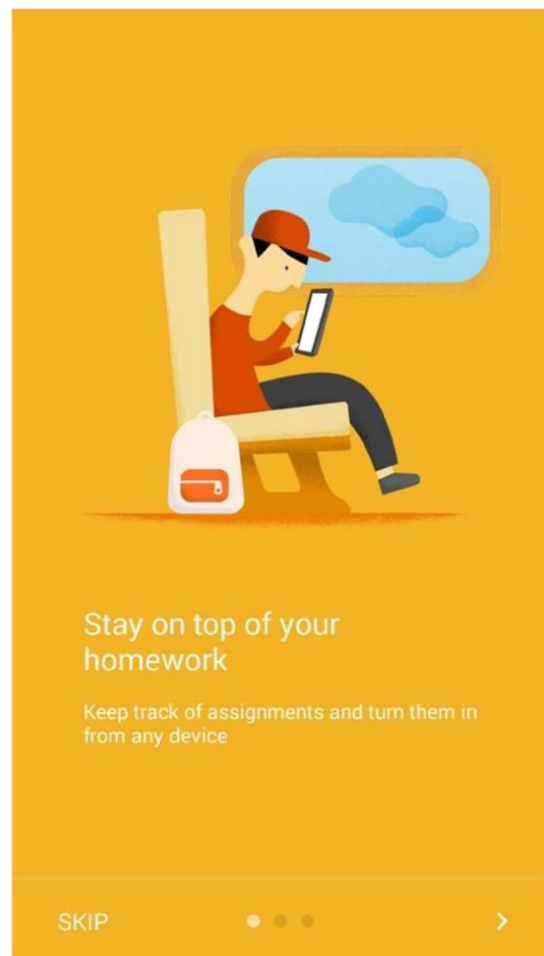 Stay on top of your
homework
Keep track of assignments and turn them in
from any device
SKIP